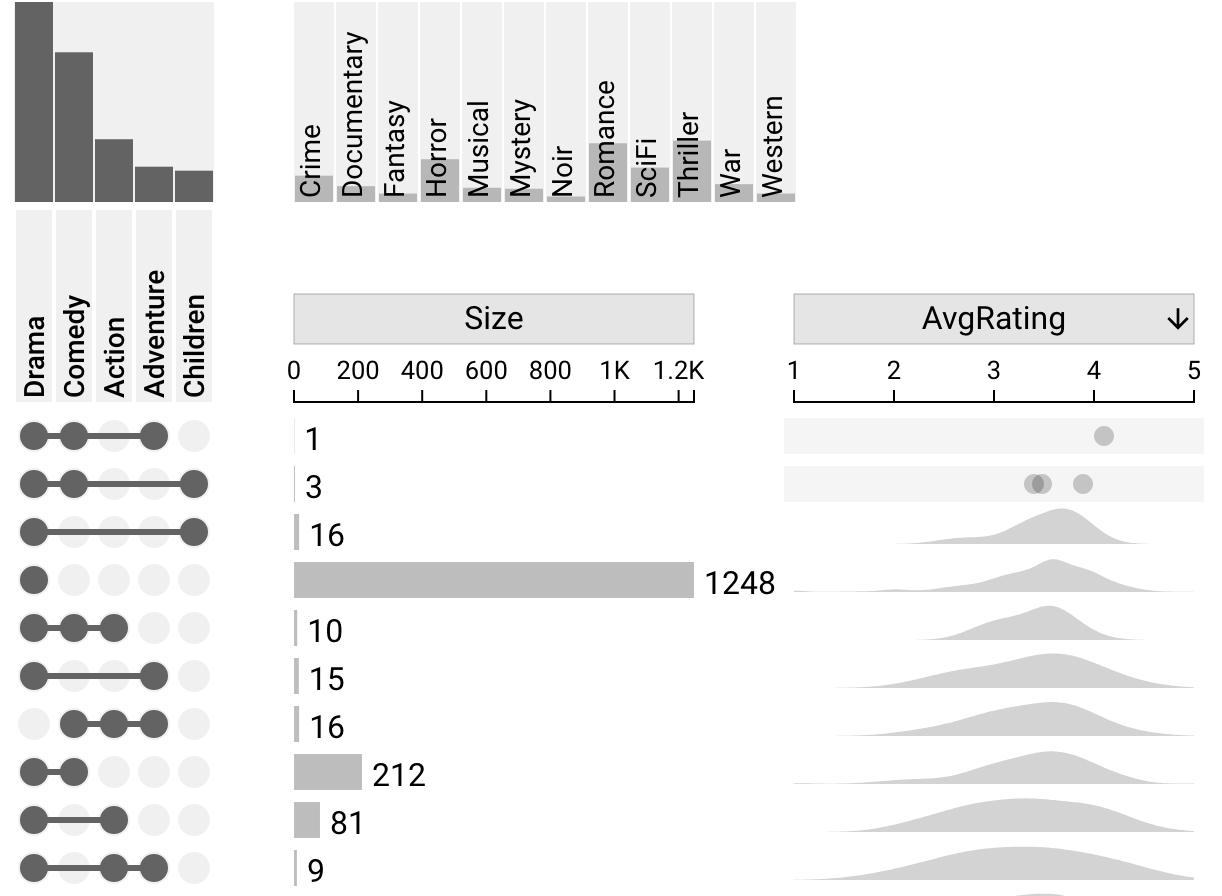 Crime
Documentary
Fantasy
Horror
Musical
Mystery
Noir
Romance
SciFi
Thriller
War
Western
Drama
Comedy
Action
Adventure
Children
Size
AvgRating
0 200 400 600 800 1K 1.2K
1 2 3 4 5
1
3
16
1248
10
15
16
212
81
9